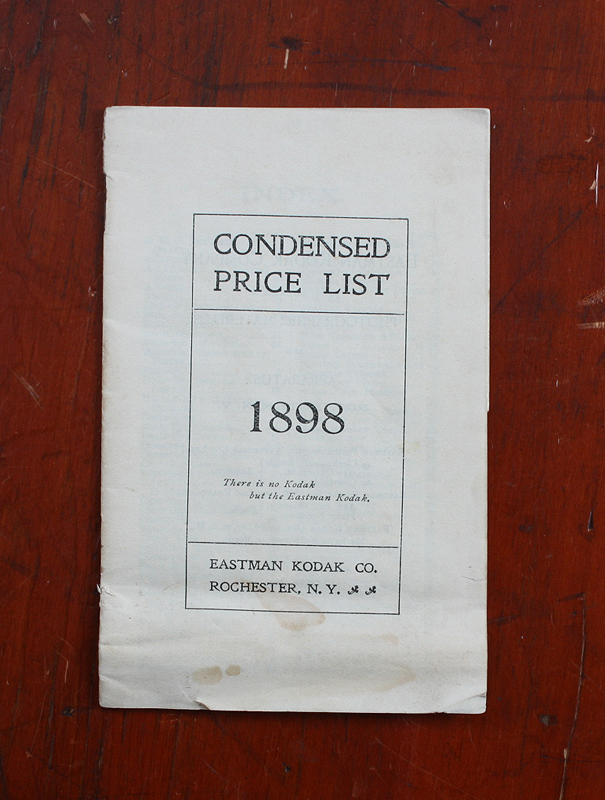 CONDENSED
PRICE LIST
1898
There is no Kodak
but the Eastman Kodak.
EASTMAN KODAK CO.
ROCHESTER, N. Y.